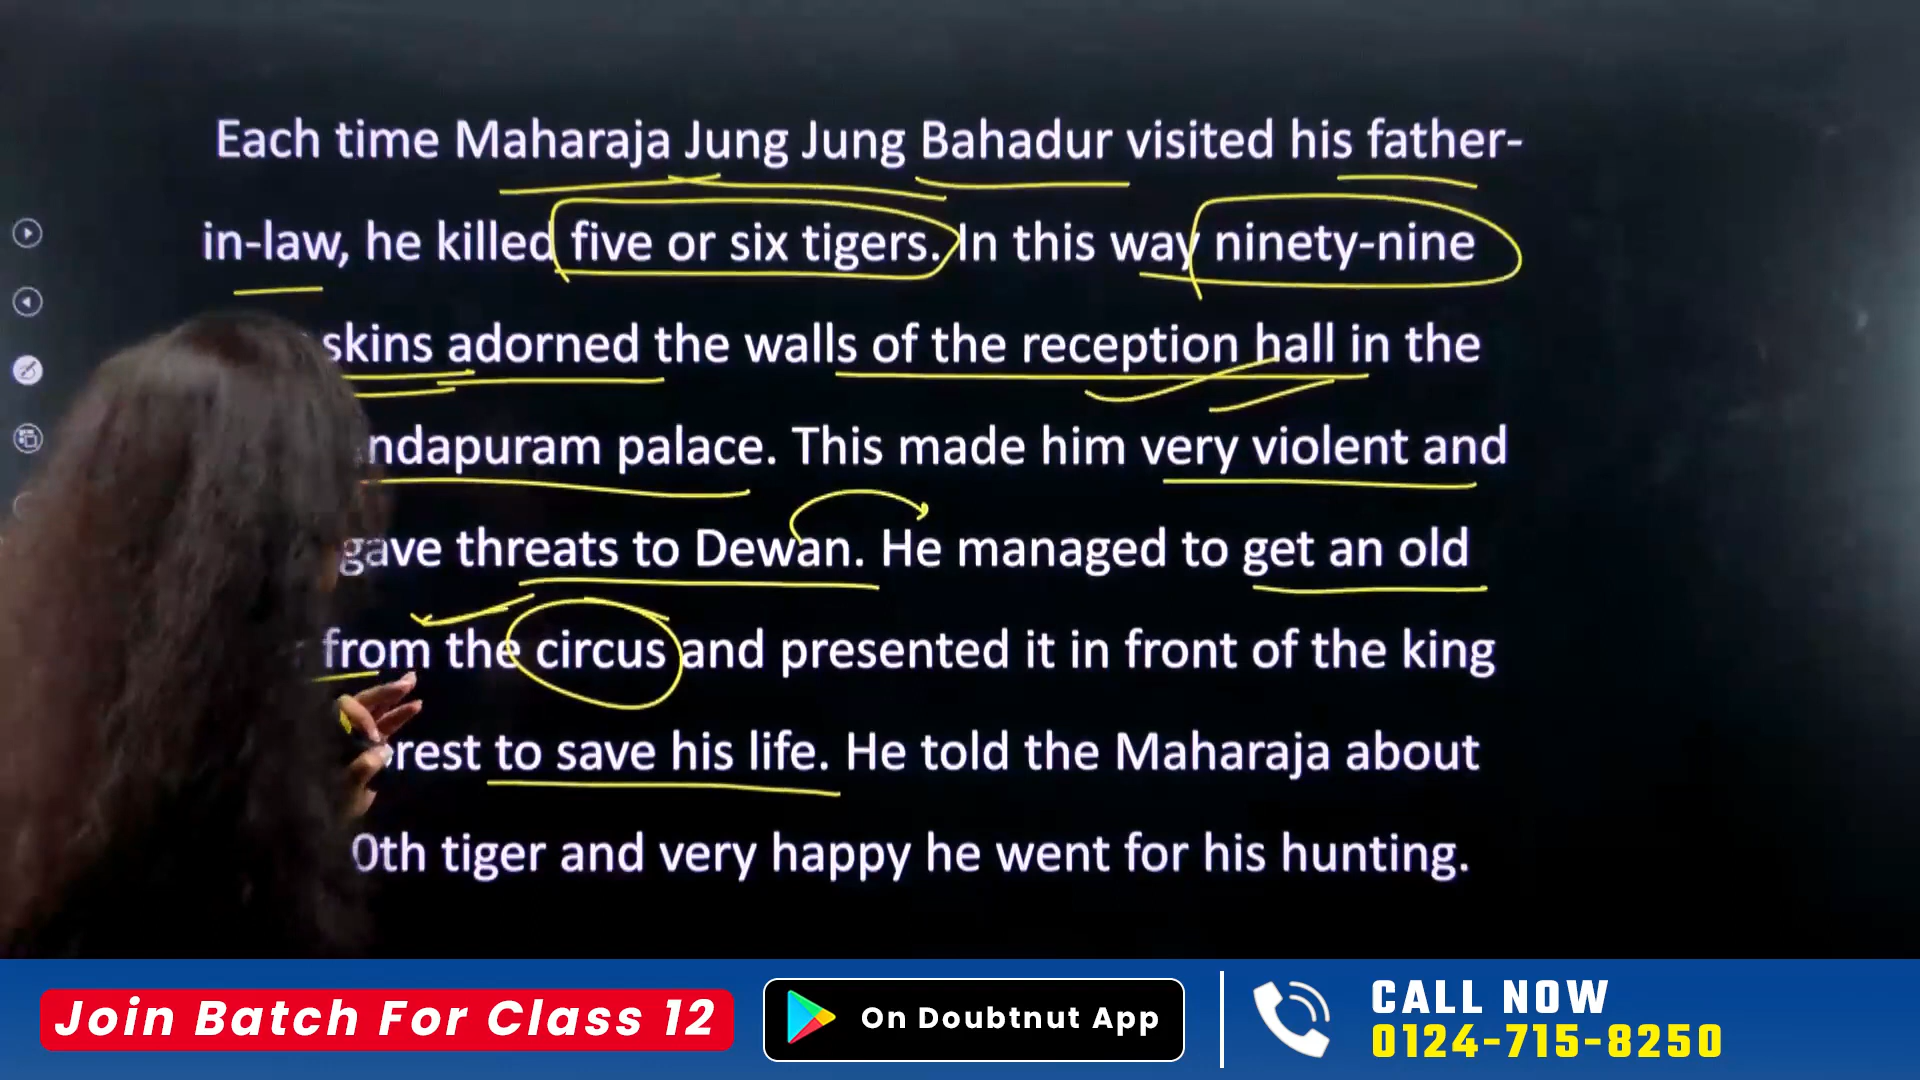 Each time Maharaja Jung Jung Bahadur visited his father-
in-law, he killed five or six tigers. In this way ninety-nine
skins adorned the walls of the reception hall in the
ndapuram palace. This made him very violent and
gave threats to Dewan. He managed to get an old
from the circus and presented it in front of the king
rest to save his life. He told the Maharaja about
0th tiger and very happy he went for his hunting.
Join Batch For Class 12
On Doubtnut App
CALL NOW
0124-715-8250